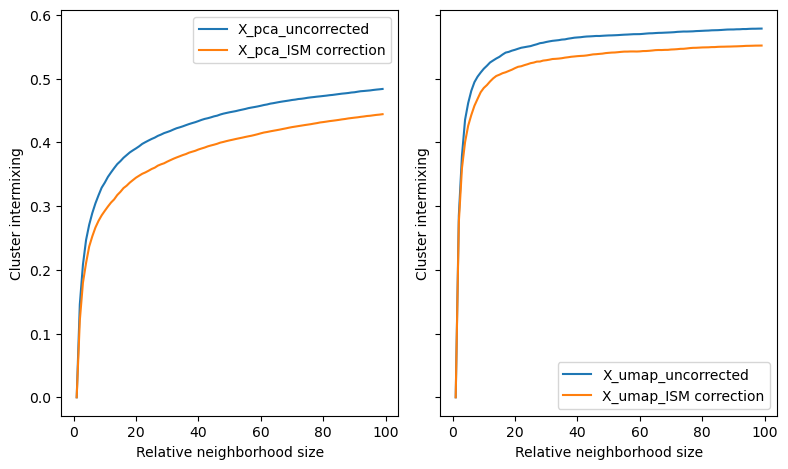 0.6
0.5
0.4
0.3
0.2
0.1
0.0
Cluster intermixing
X_pca_uncorrected
X_pca_ISM correction
0
20
40
60
80
100
Relative neighborhood size
Cluster intermixing
X_umap_uncorrected
X_umap_ISM correction
0
20
40
60
80
100
Relative neighborhood size